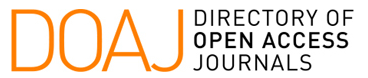 DOAJ
DIRECTORY OF
OPEN ACCESS
JOURNALS